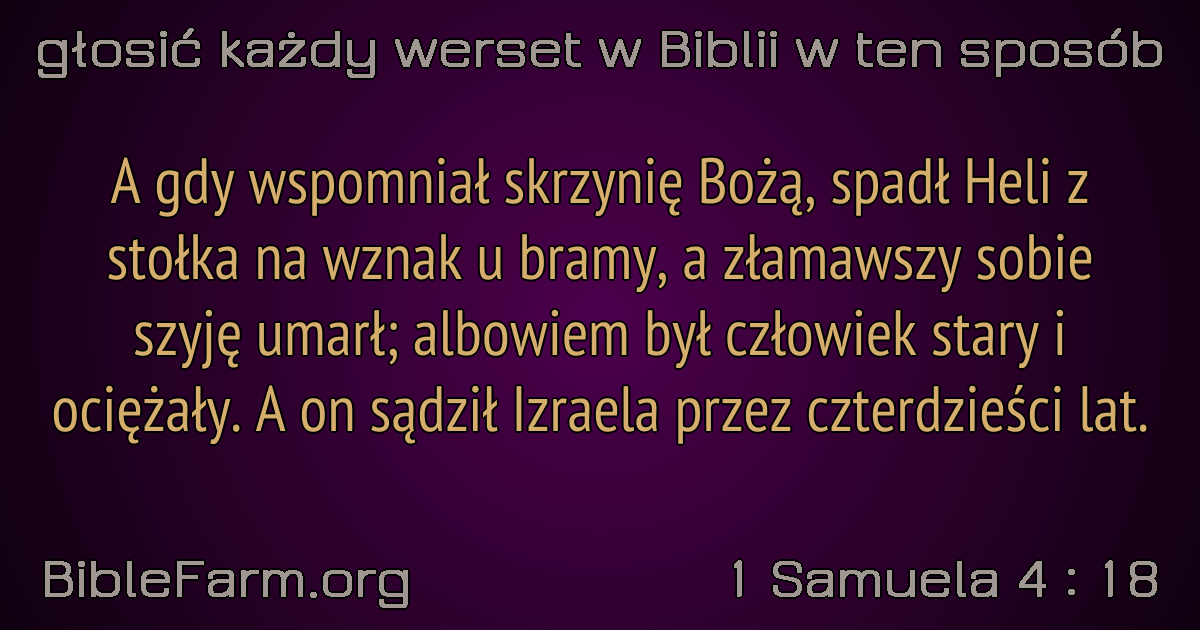 głosić każdy werset w Biblii w ten sposób
A gdy wspomniał skrzynię Bożą, spadł Heli z
stołka na wznak u bramy, a złamawszy sobie
szyję umarł; albowiem był człowiek stary i
ociężały. A on sądził Izraela przez czterdzieści lat.
BibleFarm.org
1 Samuela 4 : 18